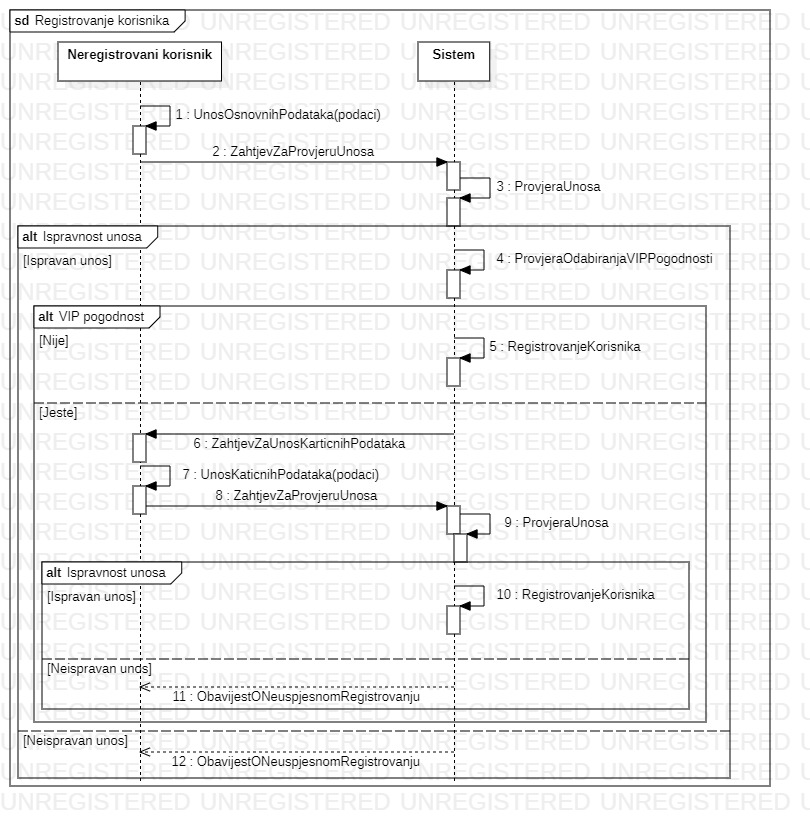 sd Registrovanje korisnika
Neregistrovani korisnik
Sistem
1 : UnosOsnovnihPodataka(podaci)
2 : ZahtjevZaProvjeruUnosa
3 : ProvjeraUnosa
alt Ispravnost unosa
[Ispravan unos]
4 : ProvjeraOdabiranjaVIPPogodnosti
alt VIP pogodnost
[Nije]
5 : RegistrovanjeKorisnika
[Jeste]
6 : ZahtjevZaUnosKarticnihPodataka
7 : UnosKaticnihPodataka(podaci)
8 : ZahtjevZaProvjeruUnosa
9 : ProvjeraUnosa
alt Ispravnost unosa
[Ispravan unos]
10 : RegistrovanjeKorisnika
[Neispravan unos]
11 : ObavijestONeuspjesnomRegistrovanju
[Neispravan unos]
12 : ObavijestONeuspjesnomRegistrovanju
UNREGISTERED UNREGISTERED UNREGISTERED UNREGISTERED